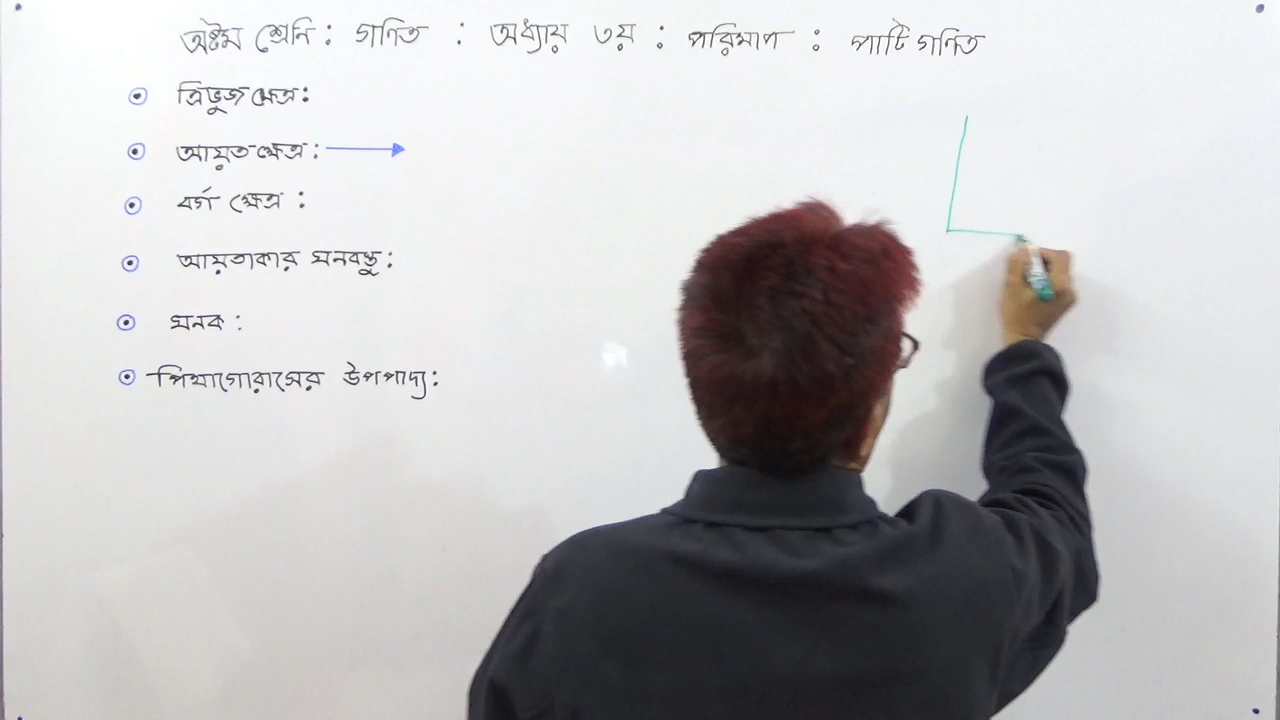 অষ্টম শ্রেনি : গনিত : অধ্যায় ৩য় : পরিমাপ : পাটি গনিত
ত্রিভুজ ক্ষেত্র:
আয়ত ক্ষেত্র:
বর্গ ক্ষেত্র :
আয়তাকার ঘনবস্তু:
ঘনক :
পিথাগোরাসের উপপাদ্য: